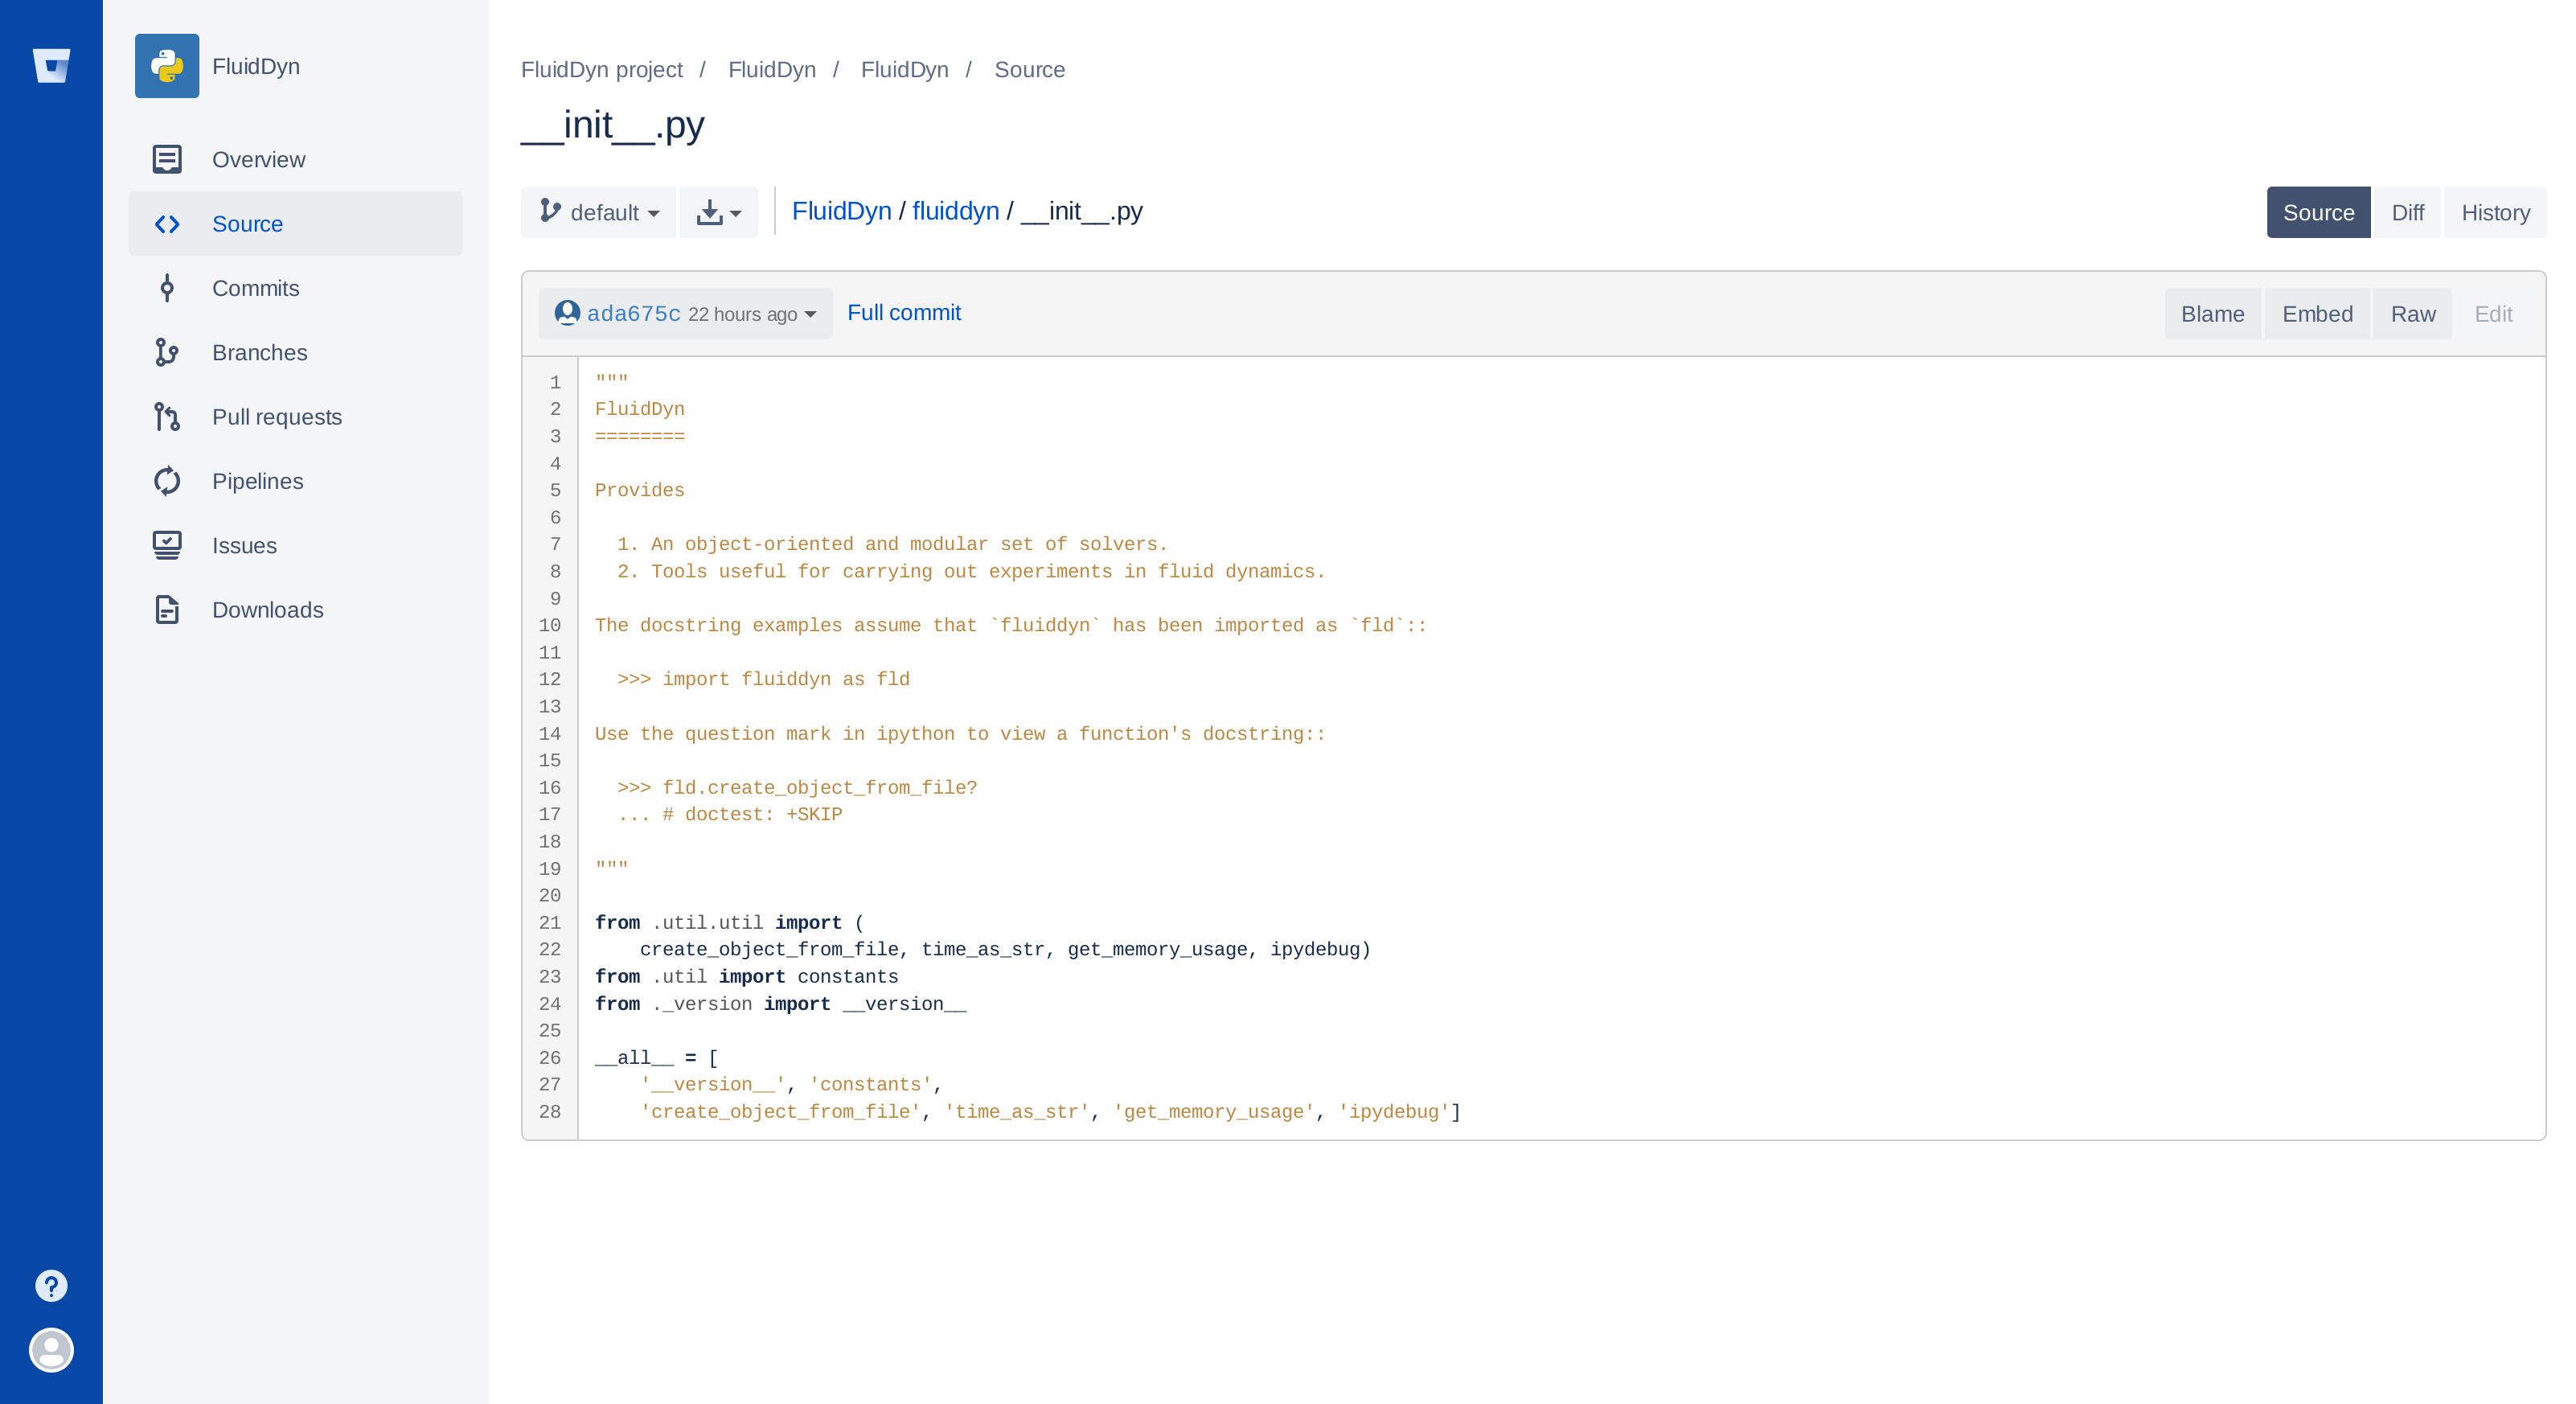 FluidDyn
Overview
Source
Commits
Branches
Pull requests
Pipelines
Issues
Downloads
FluidDyn project / FluidDyn / FluidDyn / Source
__init__.py
default FluidDyn / fluiddyn / __init__.py Source Diff History
ada675c 22 hours ago Full commit Blame Embed Raw Edit
1 """
2 FluidDyn
3 ========
4
5 Provides
6
7   1. An object-oriented and modular set of solvers.
8   2. Tools useful for carrying out experiments in fluid dynamics.
9
10 The docstring examples assume that `fluiddyn` has been imported as `fld`::
11
12   >>> import fluiddyn as fld
13
14 Use the question mark in ipython to view a function's docstring::
15
16   >>> fld.create_object_from_file?
17   ... # doctest: +SKIP
18
19 """
20
21 from .util.util import (
22     create_object_from_file, time_as_str, get_memory_usage, ipydebug)
23 from .util import constants
24 from ._version import __version__
25
26 __all__ = [
27     '__version__', 'constants',
28     'create_object_from_file', 'time_as_str', 'get_memory_usage', 'ipydebug']